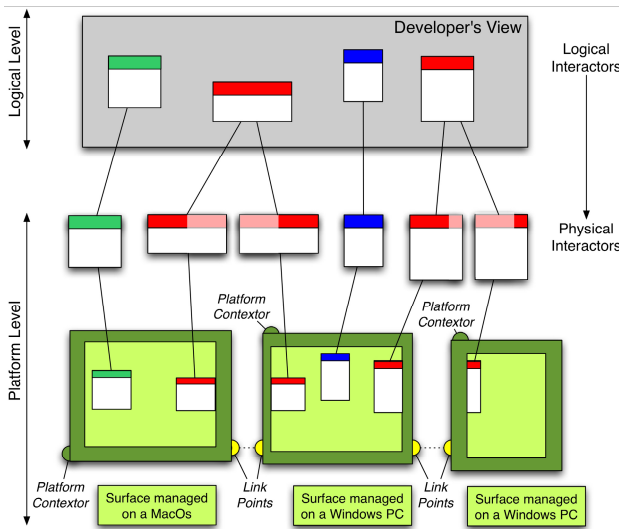 Developer's View
Logical Level
Logical
Interactors
Physical
Interactors
Platform Level
Platform
Contextor
Platform
Contextor
Platform
Contextor
Link
Points
Link
Points
Surface managed
on a MacOs
Surface managed
on a Windows PC
Surface managed
on a Windows PC